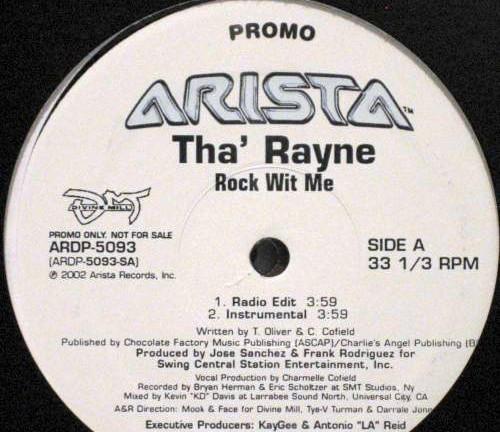 PROMO
ARISTA™
Tha' Rayne
Rock Wit Me
DMT
DIVINE MILL
PROMO ONLY. NOT FOR SALE
ARDP-5093
(ARDP-5093-SA)
℗ 2002 Arista Records, Inc.
SIDE A
33 1/3 RPM
1. Radio Edit 3:59
2. Instrumental 3:59
Written by T. Oliver & C. Cofield
Published by Chocolate Factory Music Publishing (ASCAP)/Charlie's Angel Publishing (B
Produced by Jose Sanchez & Frank Rodriguez for
Swing Central Station Entertainment, Inc.
Vocal Production by Charmelle Cofield
Recorded by Bryan Herman & Eric Scholtzer at SMT Studios, Ny
Mixed by Kevin "KD" Davis at Larrabee Sound North, Universal City, CA
A&R Direction: Mook & Face for Divine Mill, Tye-V Turman & Darrale Jone
Executive Producers: KayGee & Antonio "LA" Reid